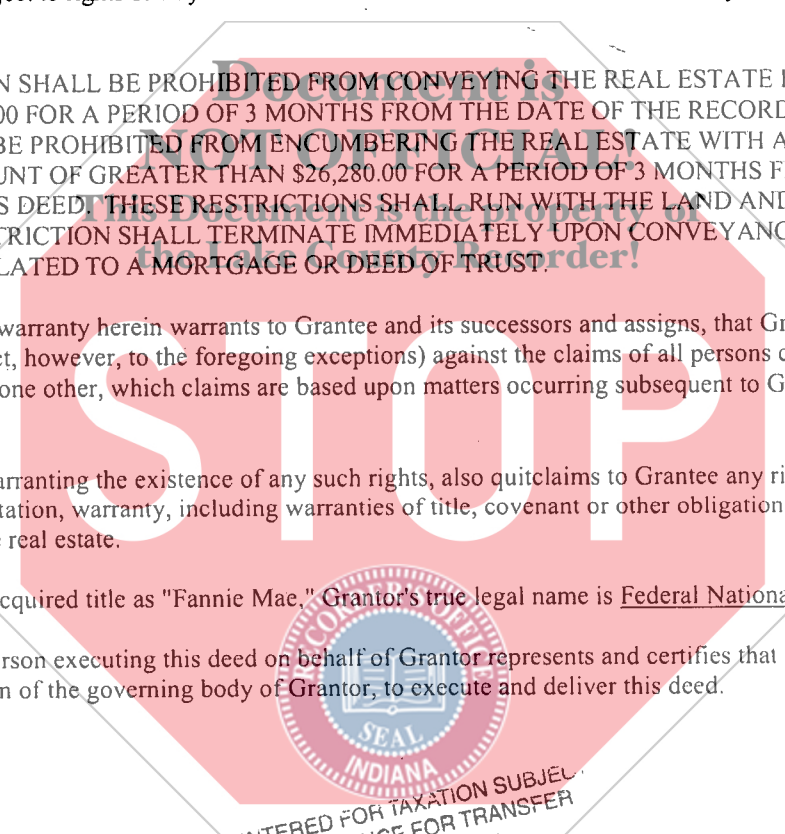 N SHALL BE PROHIBITED FROM CONVEYING THE REAL ESTATE
00 FOR A PERIOD OF 3 MONTHS FROM THE DATE OF THE RECORD
BE PROHIBITED FROM ENCUMBERING THE REAL ESTATE WITH A
UNT OF GREATER THAN $26,280.00 FOR A PERIOD OF 3 MONTHS F
S DEED. THESE RESTRICTIONS SHALL RUN WITH THE LAND AND
TRICTION SHALL TERMINATE IMMEDIATELY UPON CONVEYANC
LATED TO A MORTGAGE OR DEED OF TRUST.
Document is
NOT OFFICIAL!
This Document is the property of
the Lake County Recorder!
warranty herein warrants to Grantee and its successors and assigns, that Gr
ct, however, to the foregoing exceptions) against the claims of all persons c
one other, which claims are based upon matters occurring subsequent to G
STOP
arranting the existence of any such rights, also quitclaims to Grantee any ri
tation, warranty, including warranties of title, covenant or other obligation
real estate.
cquired title as "Fannie Mae," Grantor's true legal name is Federal Nationa
rson executing this deed on behalf of Grantor represents and certifies that
n of the governing body of Grantor, to execute and deliver this deed.
RECORDER'S OFFICE
SEAL
INDIANA
NTERED FOR TAXATION SUBJEC
CE FOR TRANSFER